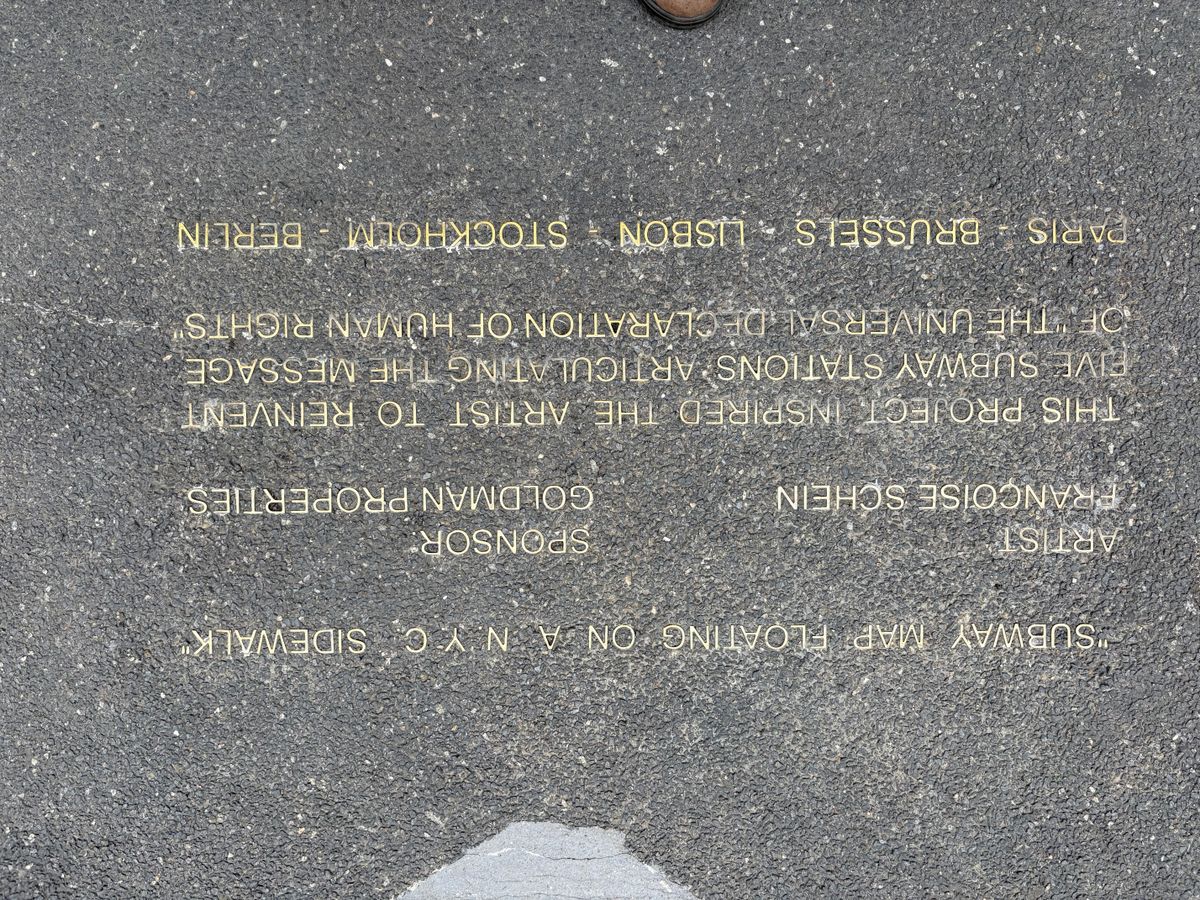 "SUBWAY MAP FLOATING ON A N.Y.C SIDEWALK"
ARTIST SPONSOR
FRANÇOISE SCHEIN GOLDMAN PROPERTIES
THIS PROJECT INSPIRED THE ARTIST TO REINVENT
FIVE SUBWAY STATIONS ARTICULATING THE MESSAGE
OF "THE UNIVERSAL DECLARATION OF HUMAN RIGHTS"
PARIS - BRUSSELS LISBON - STOCKHOLM - BERLIN